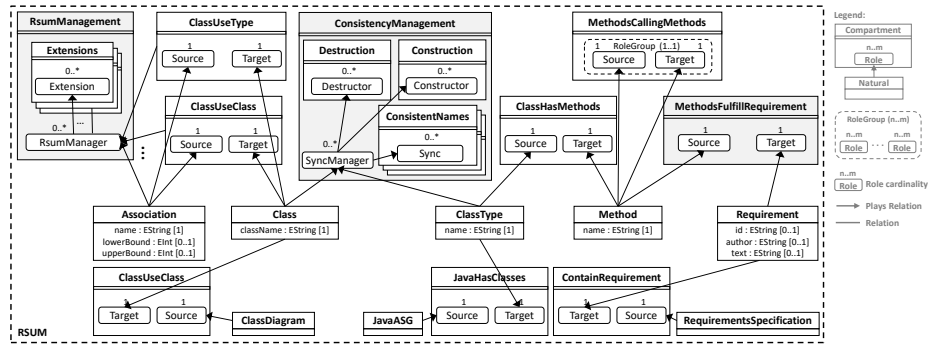 RsumManagement
Extensions
0..*
Extension
0..*
...
RsumManager
ClassUseType
1 1
Source Target
ClassUseClass
1 1
Source Target
ConsistencyManagement
Destruction
0..*
Destructor
Construction
0..*
Constructor
ConsistentNames
0..*
0..*
SyncManager
Sync
ClassHasMethods
1 1
Source Target
MethodsCallingMethods
1 RoleGroup (1..1) 1
Source Target
MethodsFulfillRequirement
1 1
Source Target
Association
name : EString [1]
lowerBound : EInt [0..1]
upperBound : EInt [0..1]
Class
className : EString [1]
ClassType
name : EString [1]
Method
name : EString [1]
Requirement
id : EString [0..1]
author : EString [0..1]
text : EString [0..1]
ClassUseClass
1 1
Target Source
ClassDiagram
JavaHasClasses
1 1
Source Target
JavaASG
ContainRequirement
1 1
Target Source
RequirementsSpecification
RSUM
Legend:
Compartment
n..m
Role
Natural
RoleGroup (n..m)
n..m n..m
Role ... Role
n..m
Role Role cardinality
Plays Relation
Relation